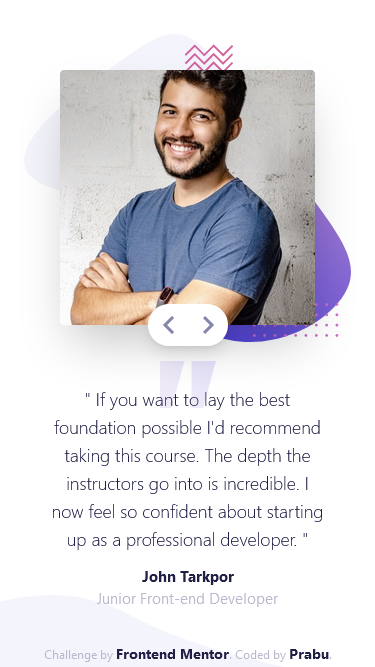 " If you want to lay the best
foundation possible I'd recommend
taking this course. The depth the
instructors go into is incredible. I
now feel so confident about starting
up as a professional developer. "
John Tarkpor
Junior Front-end Developer
Challenge by Frontend Mentor. Coded by Prabu.